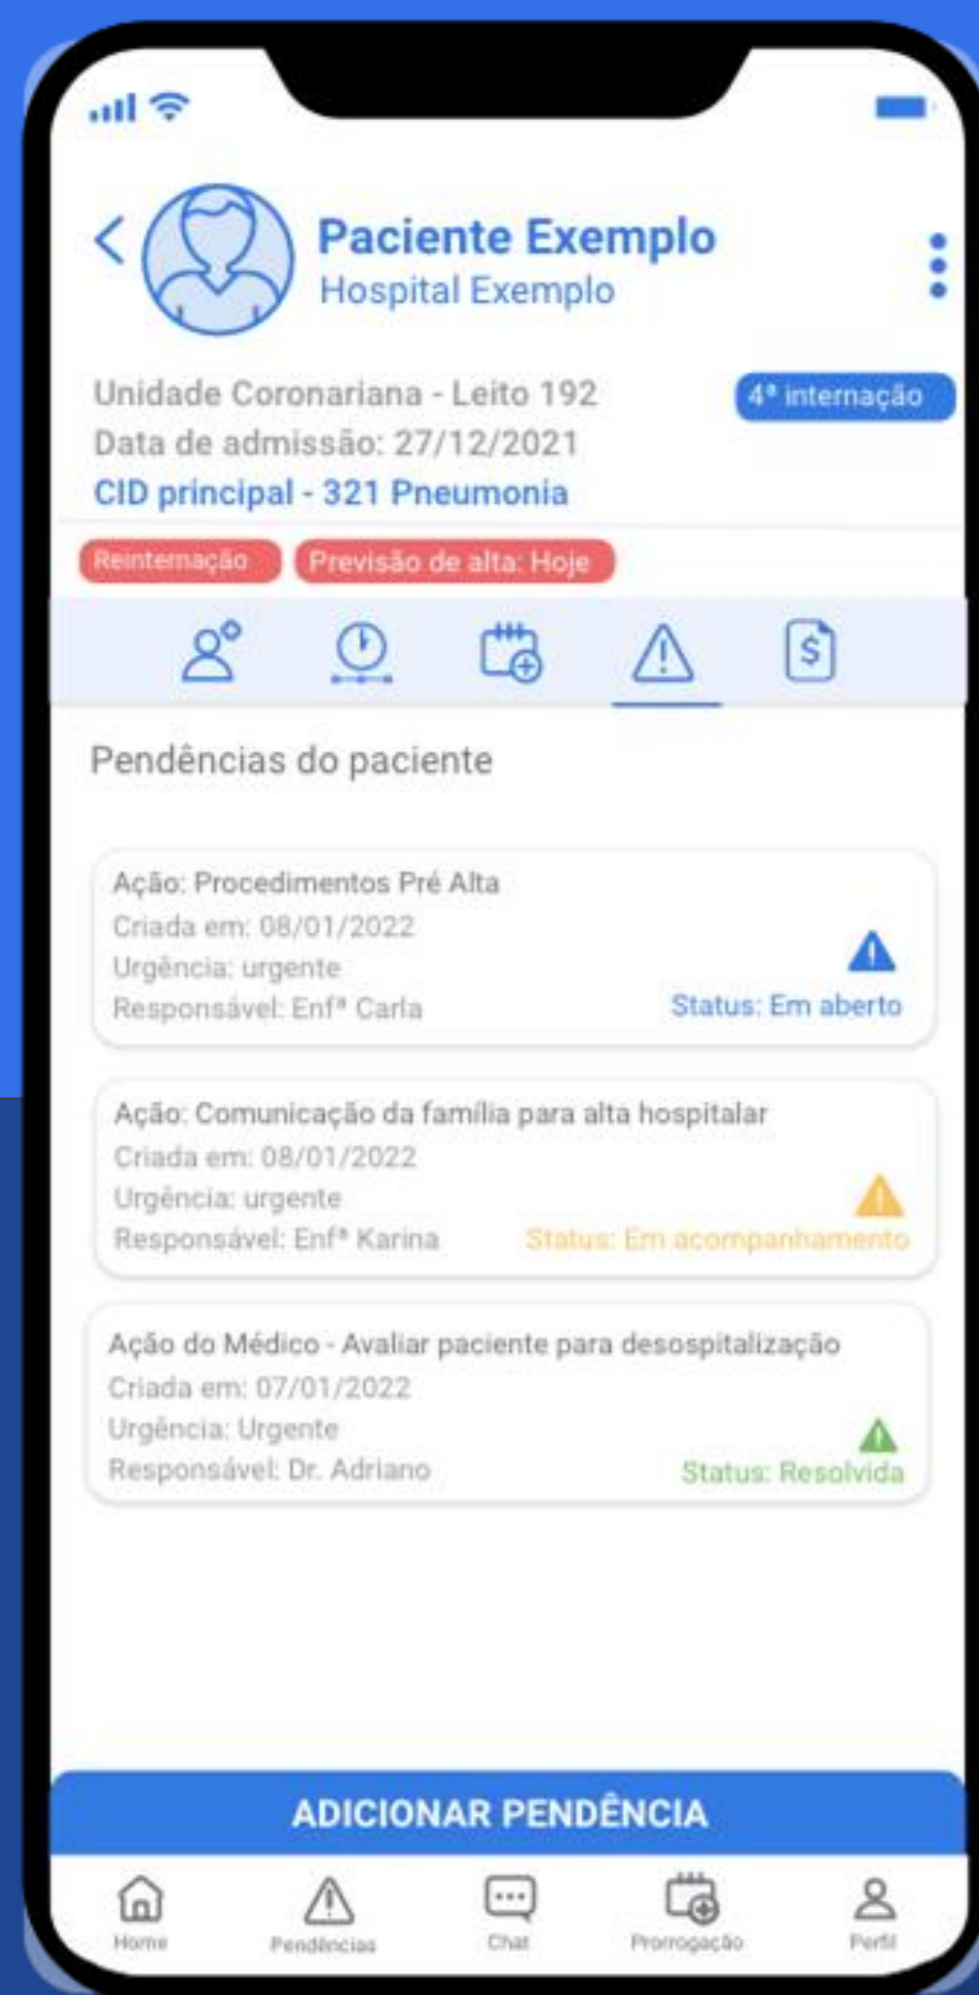 Paciente Exemplo
Hospital Exemplo
Unidade Coronariana - Leito 192
4ª internação
Data de admissão: 27/12/2021
CID principal - 321 Pneumonia
Reinternação
Previsão de alta: Hoje
Pendências do paciente
Ação: Procedimentos Pré Alta
Criada em: 08/01/2022
Urgência: urgente
Responsável: Enfª Carla
Status: Em aberto
Ação: Comunicação da família para alta hospitalar
Criada em: 08/01/2022
Urgência: urgente
Responsável: Enfª Karina
Status: Em acompanhamento
Ação do Médico - Avaliar paciente para desospitalização
Criada em: 07/01/2022
Urgência: Urgente
Responsável: Dr. Adriano
Status: Resolvida
ADICIONAR PENDÊNCIA
Home
Pendências
Chat
Prorrogação
Perfil